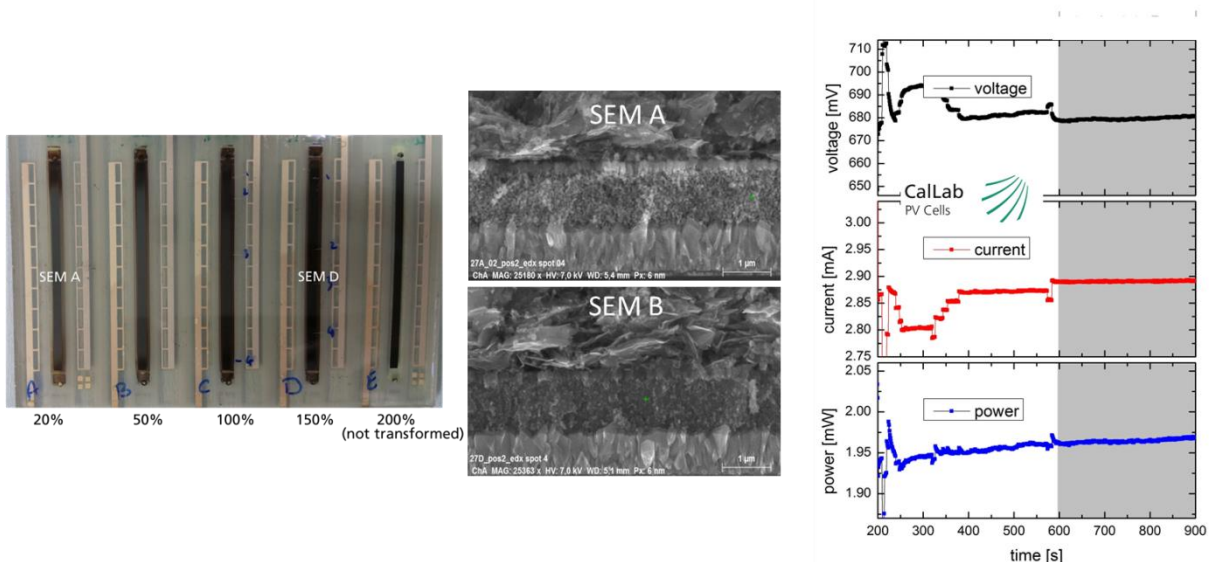 SEM A
SEM D
A
B
C
D
E
20%
50%
100%
150%
200%
(not transformed)
SEM A
27A_02_pos2_edx spot 04
ChA MAG: 25180 x HV: 7.0 kV WD: 5,4 mm Px: 6 nm
1 µm
SEM B
27D_pos2_edx spot 4
ChA MAG: 25363 x HV: 7.0 kV WD: 5,1 mm Px: 6 nm
1 µm
710
700
690
680
670
660
650
voltage [mV]
voltage
CalLab
PV Cells
3.00
2.95
2.90
2.85
2.80
2.75
current [mA]
current
2.05
2.00
1.95
1.90
power [mW]
power
200 300 400 500 600 700 800 900
time [s]